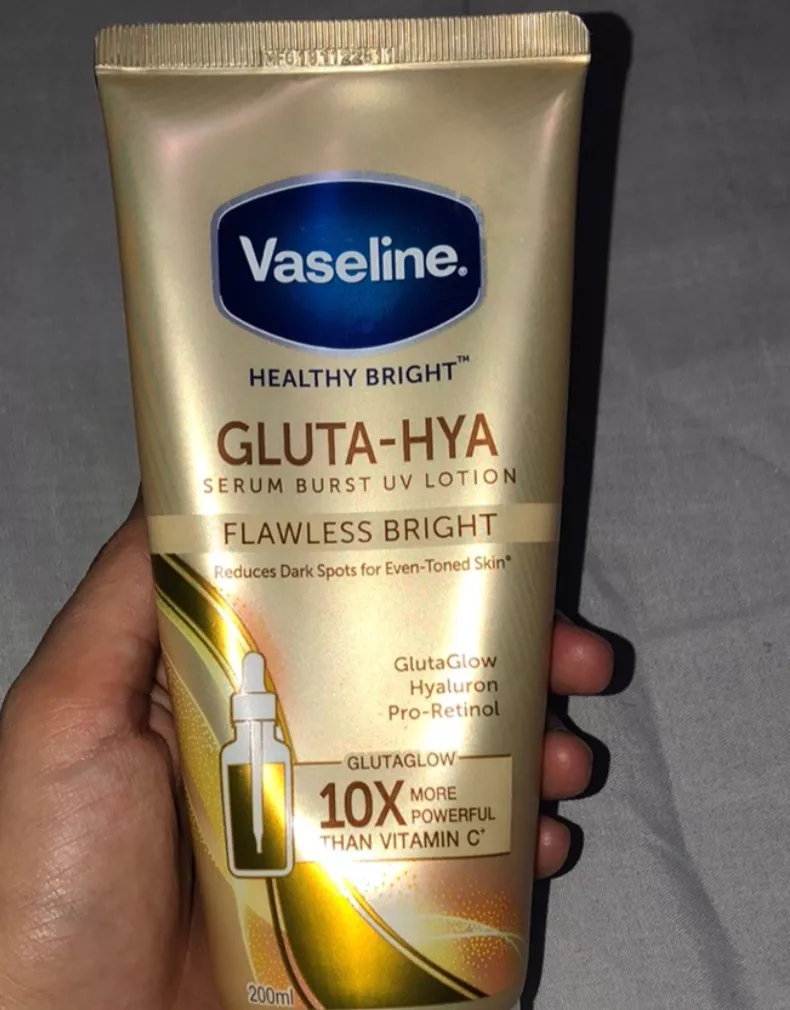 Vaseline®
HEALTHY BRIGHT™
GLUTA-HYA
SERUM BURST UV LOTION
FLAWLESS BRIGHT
Reduces Dark Spots for Even-Toned Skin*
GlutaGlow
Hyaluron
Pro-Retinol
GLUTAGLOW
10X MORE
POWERFUL
THAN VITAMIN C*
200ml